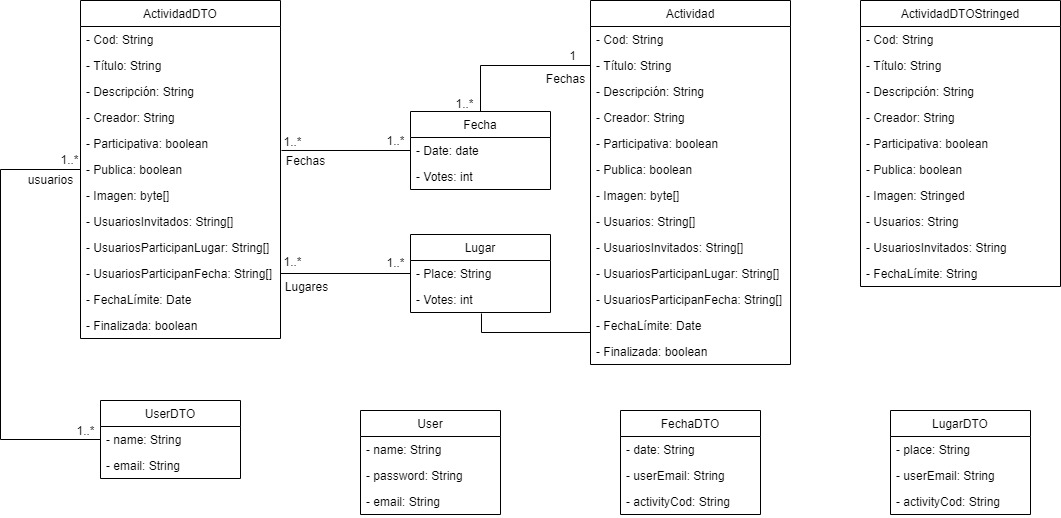 ActividadDTO
- Cod: String
- Título: String
- Descripción: String
- Creador: String
- Participativa: boolean
- Publica: boolean
- Imagen: byte[]
- UsuariosInvitados: String[]
- UsuariosParticipanLugar: String[]
- UsuariosParticipanFecha: String[]
- FechaLímite: Date
- Finalizada: boolean
1..*
usuarios
1..*
Fechas
1..*
1..*
Lugares
1..*
1..*
Fecha
- Date: date
- Votes: int
Lugar
- Place: String
- Votes: int
1
Fechas
Actividad
- Cod: String
- Título: String
- Descripción: String
- Creador: String
- Participativa: boolean
- Publica: boolean
- Imagen: byte[]
- Usuarios: String[]
- UsuariosInvitados: String[]
- UsuariosParticipanLugar: String[]
- UsuariosParticipanFecha: String[]
- FechaLímite: Date
- Finalizada: boolean
ActividadDTOStringed
- Cod: String
- Título: String
- Descripción: String
- Creador: String
- Participativa: boolean
- Publica: boolean
- Imagen: Stringed
- Usuarios: String
- UsuariosInvitados: String
- FechaLímite: String
1..*
UserDTO
- name: String
- email: String
User
- name: String
- password: String
- email: String
FechaDTO
- date: String
- userEmail: String
- activityCod: String
LugarDTO
- place: String
- userEmail: String
- activityCod: String